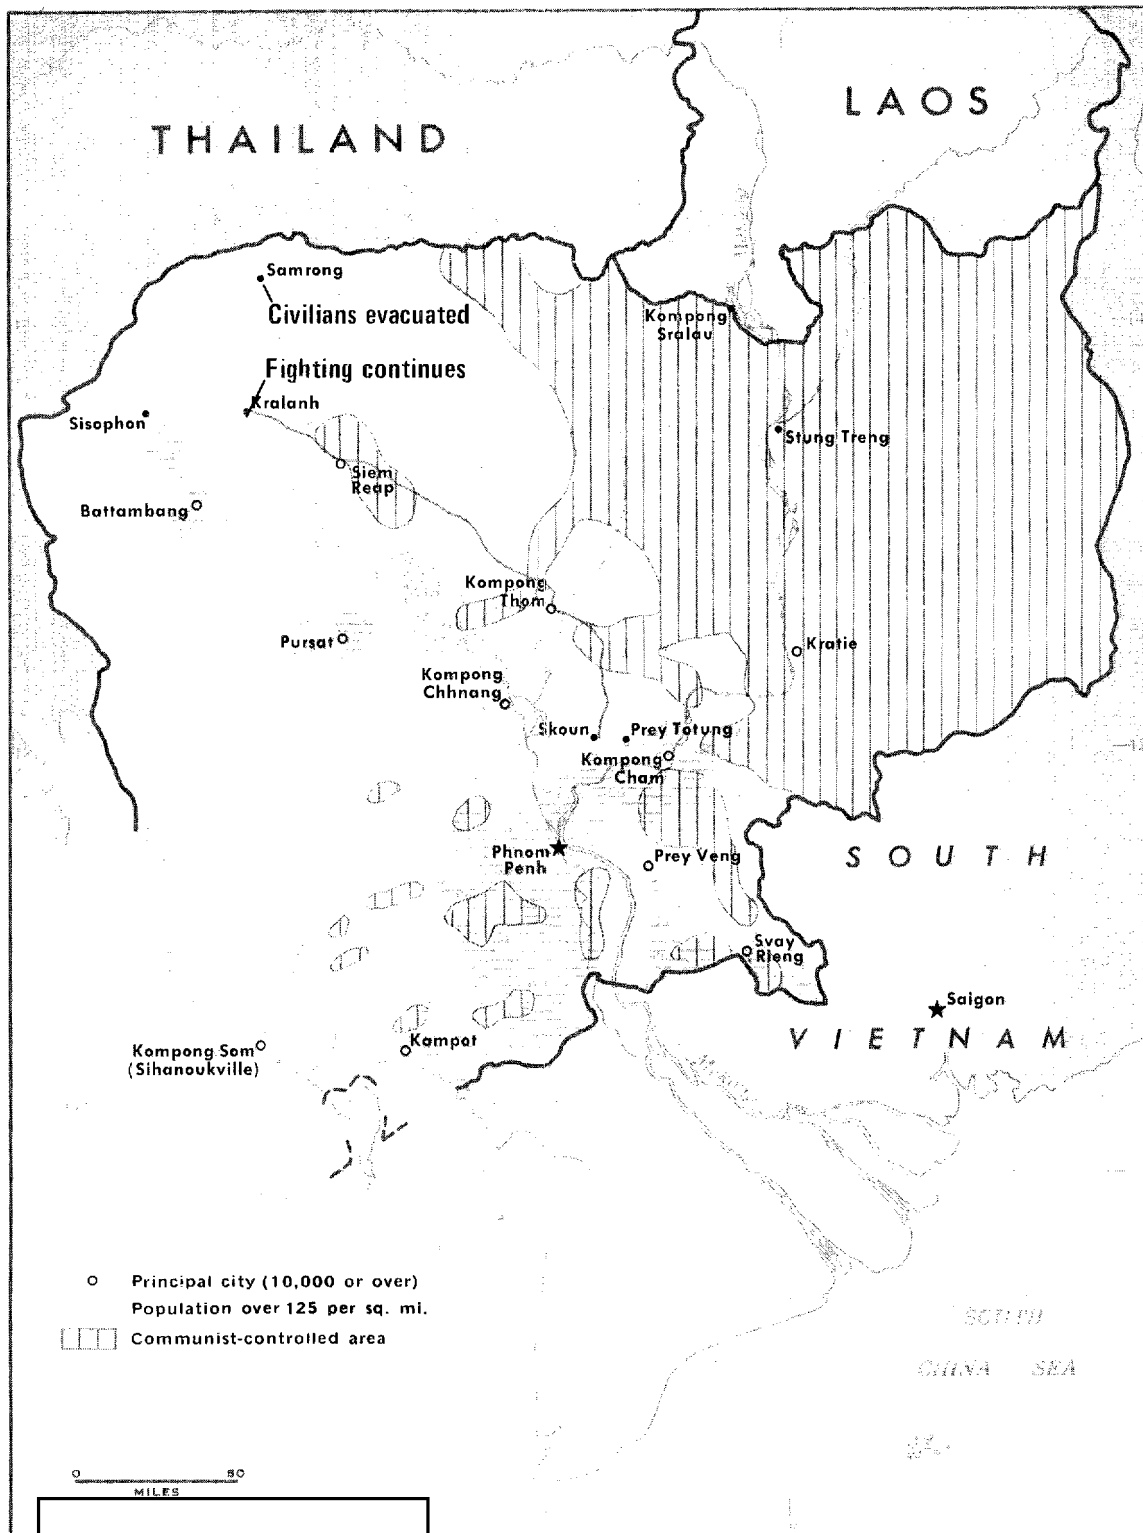 THAILAND
LAOS
Samrong
Civilians evacuated
Kompong
Sralau
Fighting continues
Kralanh
Sisophon
Stung Treng
Siem
Reap
Battambang
Kompong
Thom
Pursat
Kratie
Kompong
Chhnang
Skoun
Prey Totung
Kompong
Cham
Phnom
Penh
Prey Veng
SOUTH
Svay
Rieng
Saigon
VIETNAM
Kompong Som
(Sihanoukville)
Kampot
Principal city (10,000 or over)
Population over 125 per sq. mi.
Communist-controlled area
SOUTH
CHINA SEA
0
MILES